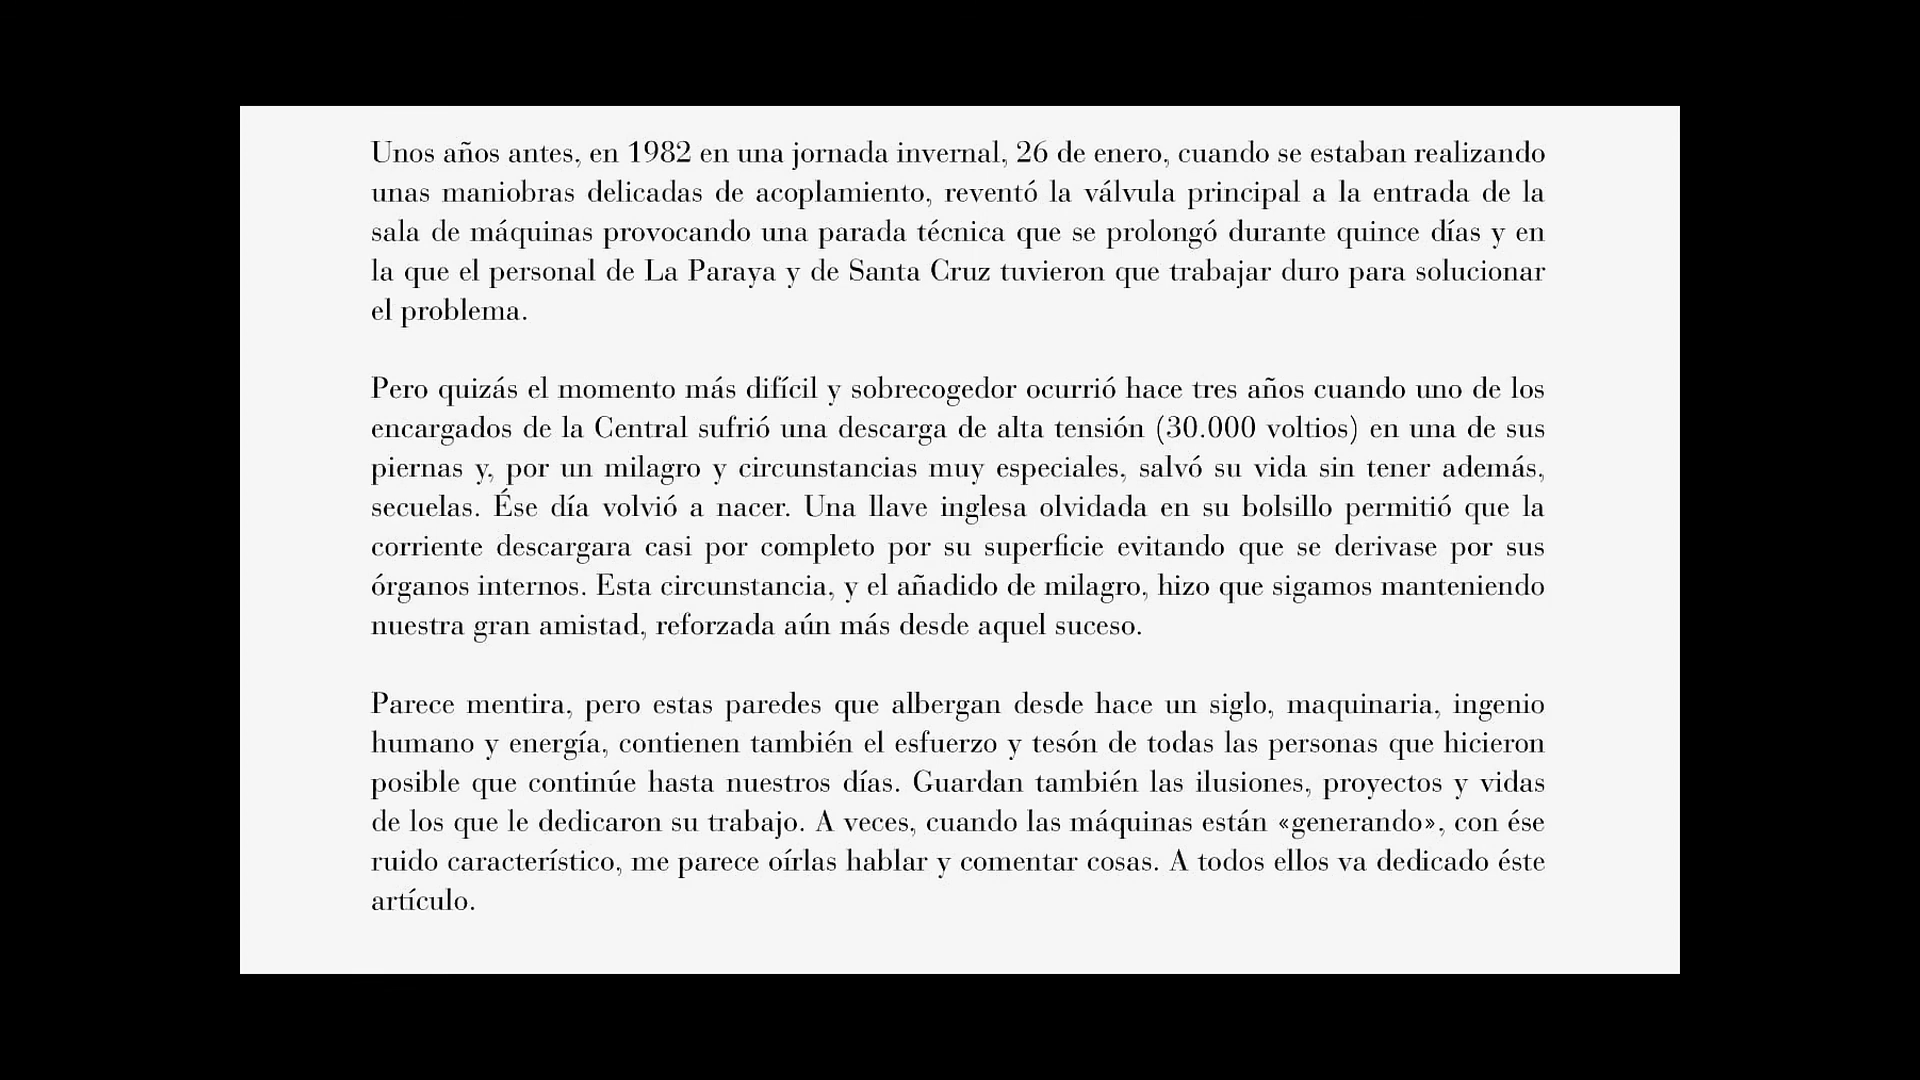 Unos años antes, en 1982 en una jornada invernal, 26 de enero, cuando se estaban realizando
unas maniobras delicadas de acoplamiento, reventó la válvula principal a la entrada de la
sala de máquinas provocando una parada técnica que se prolongó durante quince días y en
la que el personal de La Paraya y de Santa Cruz tuvieron que trabajar duro para solucionar
el problema.
Pero quizás el momento más difícil y sobrecogedor ocurrió hace tres años cuando uno de los
encargados de la Central sufrió una descarga de alta tensión (30.000 voltios) en una de sus
piernas y, por un milagro y circunstancias muy especiales, salvó su vida sin tener además,
secuelas. Ése día volvió a nacer. Una llave inglesa olvidada en su bolsillo permitió que la
corriente descargara casi por completo por su superficie evitando que se derivase por sus
órganos internos. Esta circunstancia, y el añadido de milagro, hizo que sigamos manteniendo
nuestra gran amistad, reforzada aún más desde aquel suceso.
Parece mentira, pero estas paredes que albergan desde hace un siglo, maquinaria, ingenio
humano y energía, contienen también el esfuerzo y tesón de todas las personas que hicieron
posible que continúe hasta nuestros días. Guardan también las ilusiones, proyectos y vidas
de los que le dedicaron su trabajo. A veces, cuando las máquinas están «generando», con ése
ruido característico, me parece oírlas hablar y comentar cosas. A todos ellos va dedicado éste
artículo.